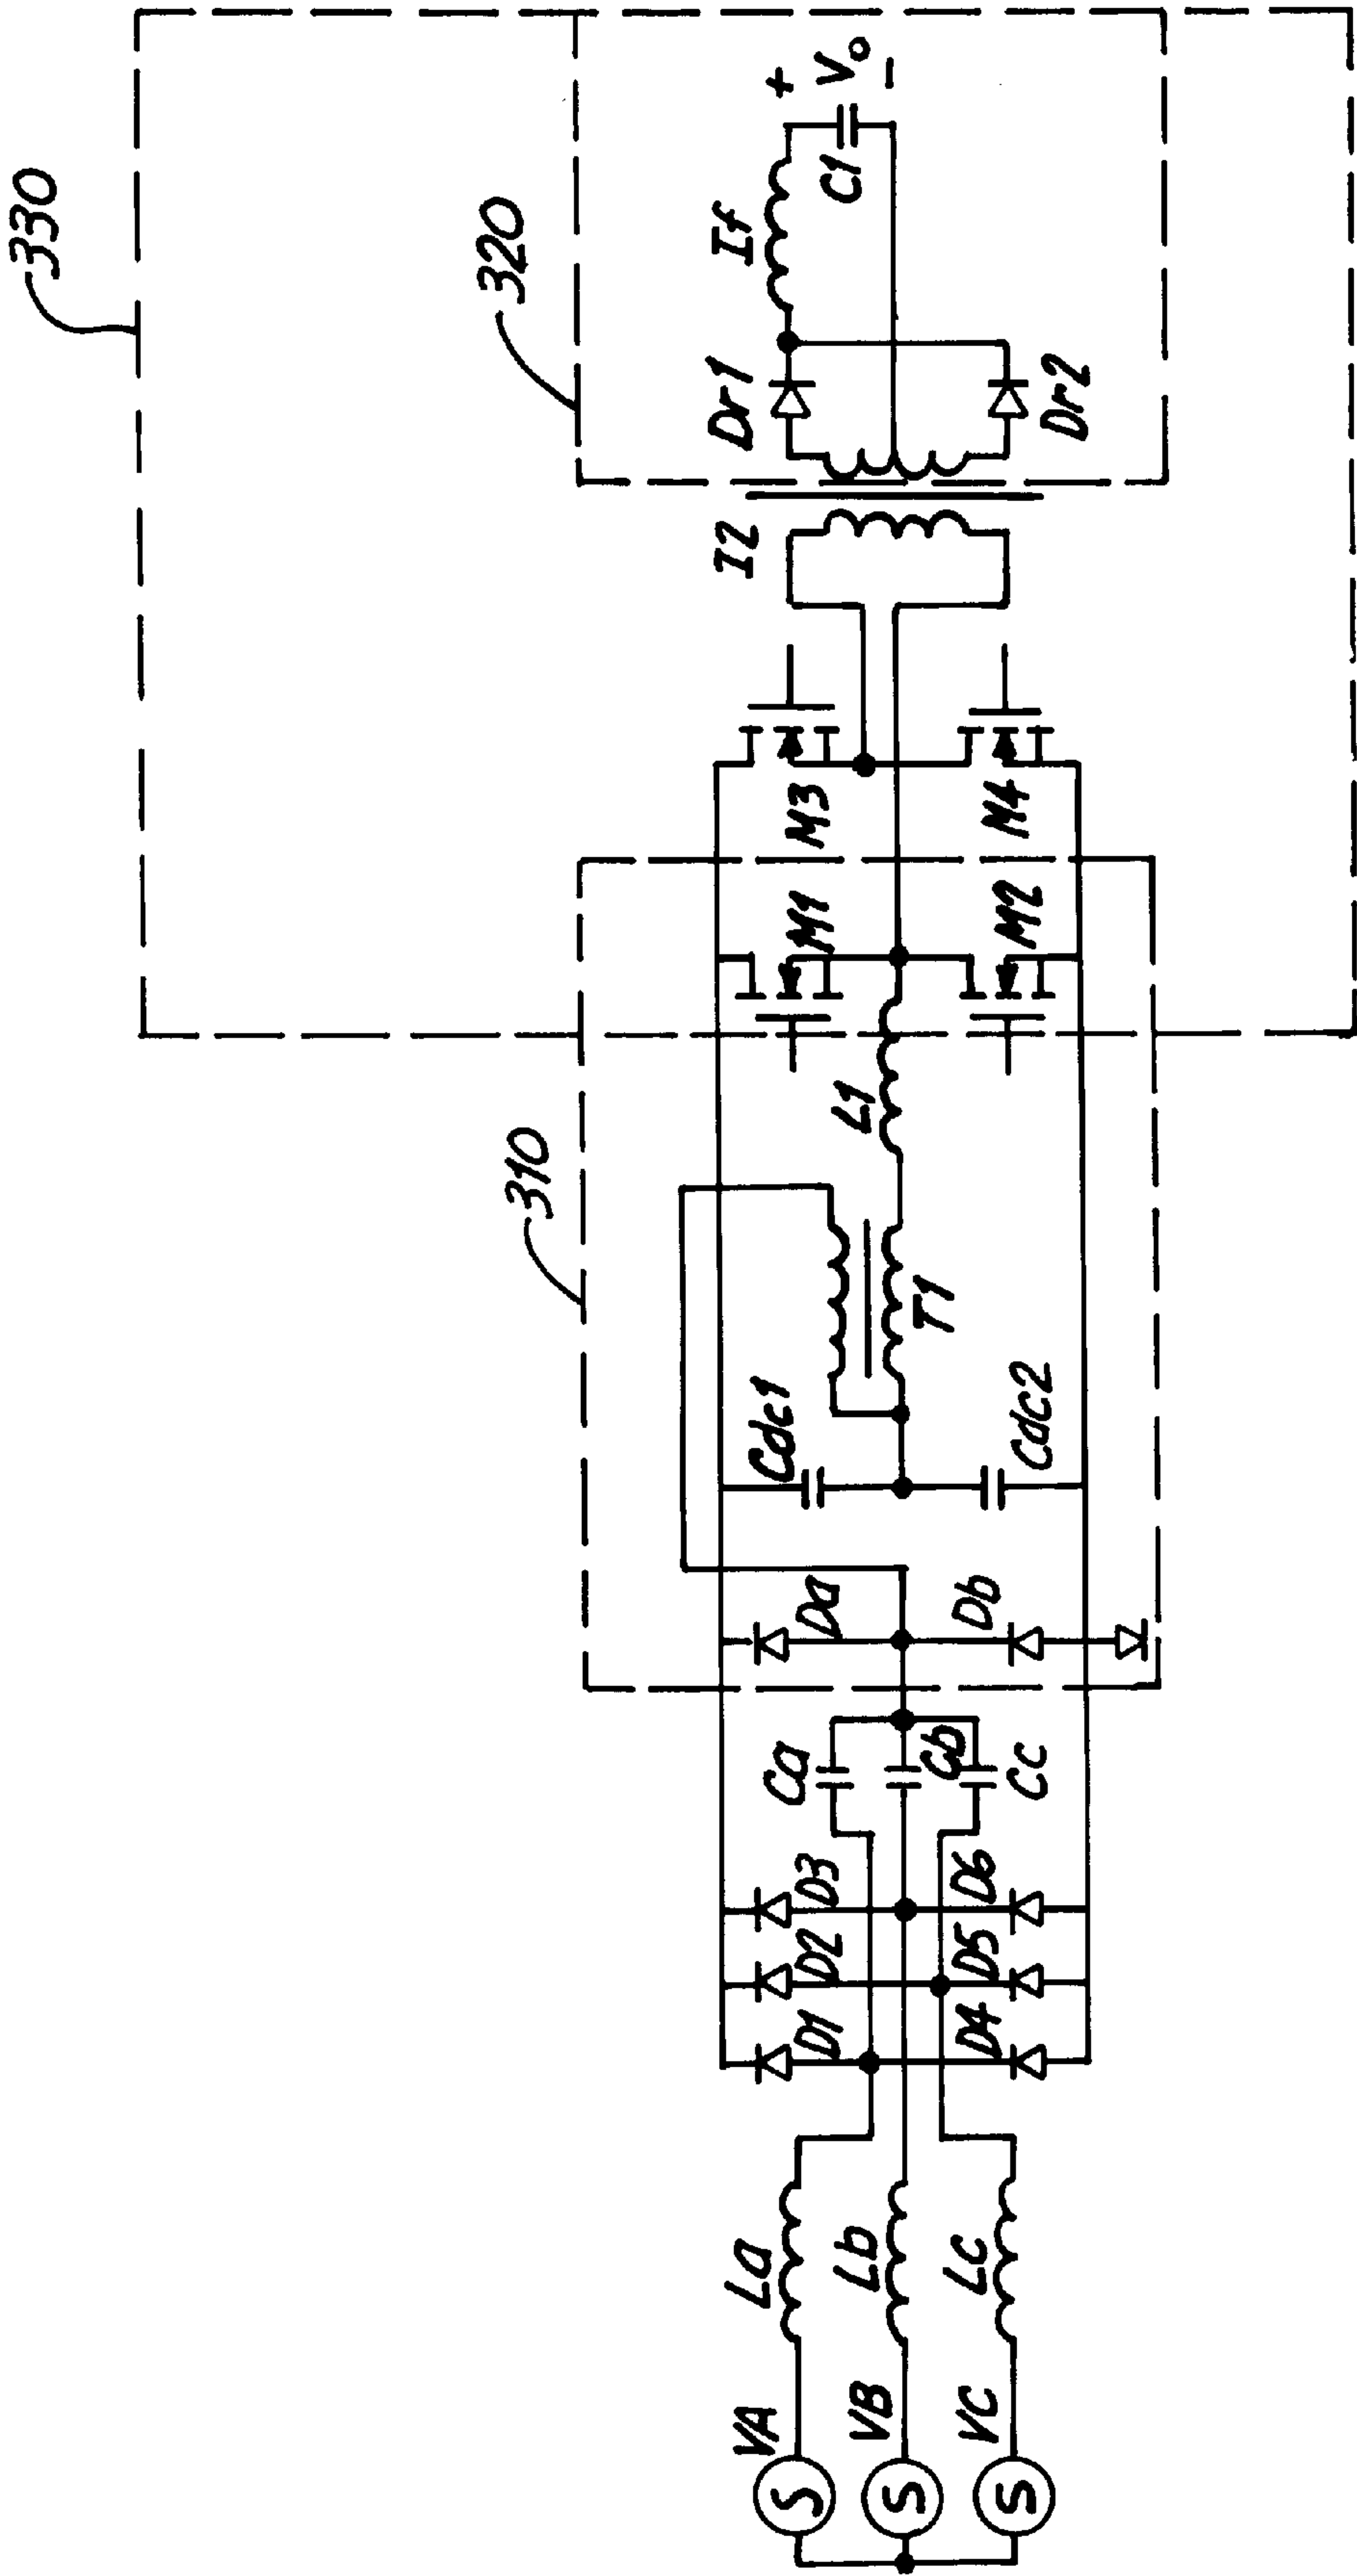 330
320
310
VA
VB
VC
La
Lb
Lc
D1
D2
D3
D4
D5
D6
Ca
Cb
Cc
Da
Db
Cdc1
Cdc2
T1
L1
M1
M2
M3
M4
I2
Dr1
Dr2
If
C1
+
Vo
−